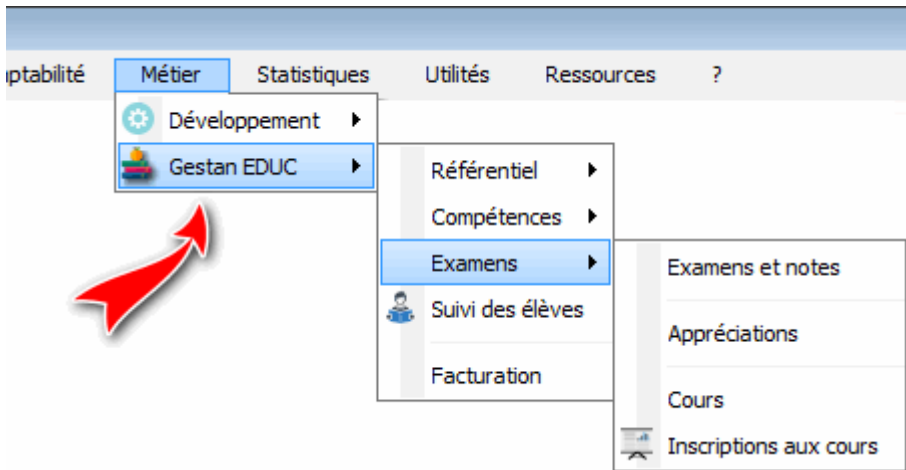 mptabilité Métier Statistiques Utilités Ressources ?
Développement
Gestan EDUC
Référentiel
Compétences
Examens
Suivi des élèves
Facturation
Examens et notes
Appréciations
Cours
Inscriptions aux cours